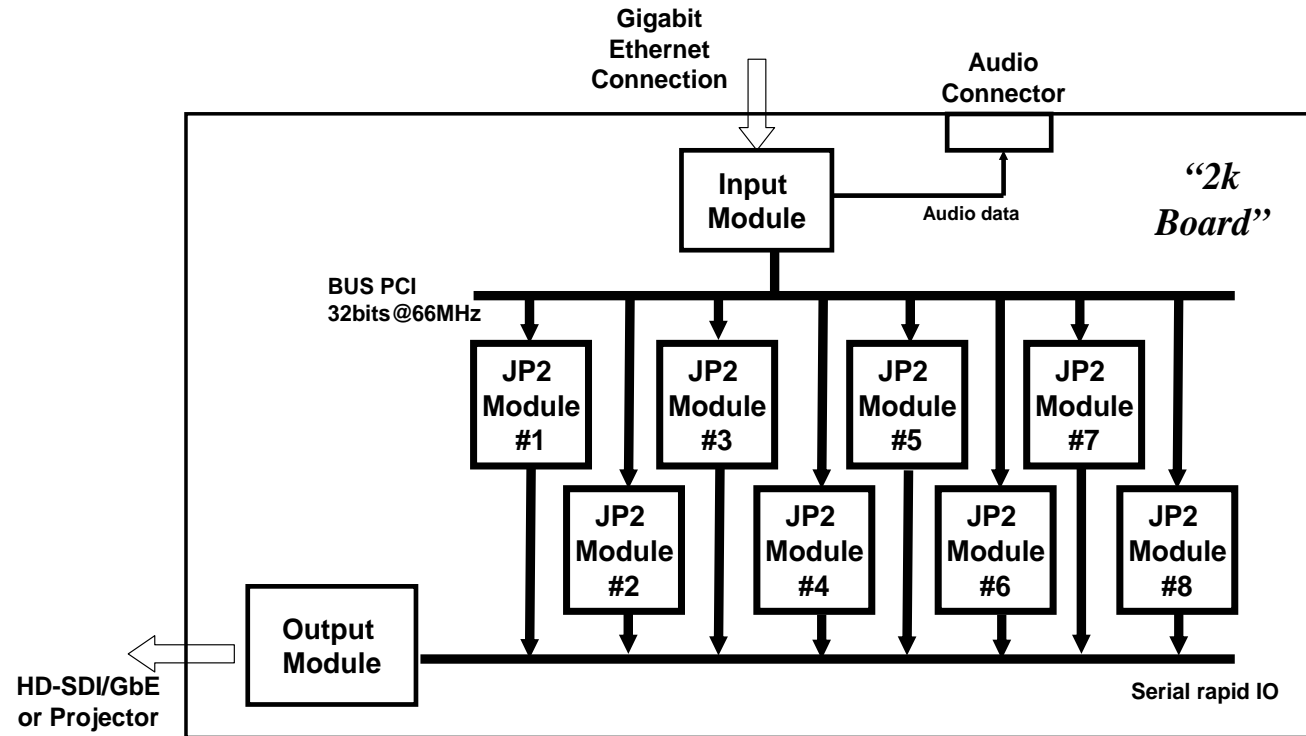 Gigabit
Ethernet
Connection
Audio
Connector
Input
Module
Audio data
“2k
Board”
BUS PCI
32bits@66MHz
JP2
Module
#1
JP2
Module
#3
JP2
Module
#5
JP2
Module
#7
JP2
Module
#2
JP2
Module
#4
JP2
Module
#6
JP2
Module
#8
Output
Module
HD-SDI/GbE
or Projector
Serial rapid IO